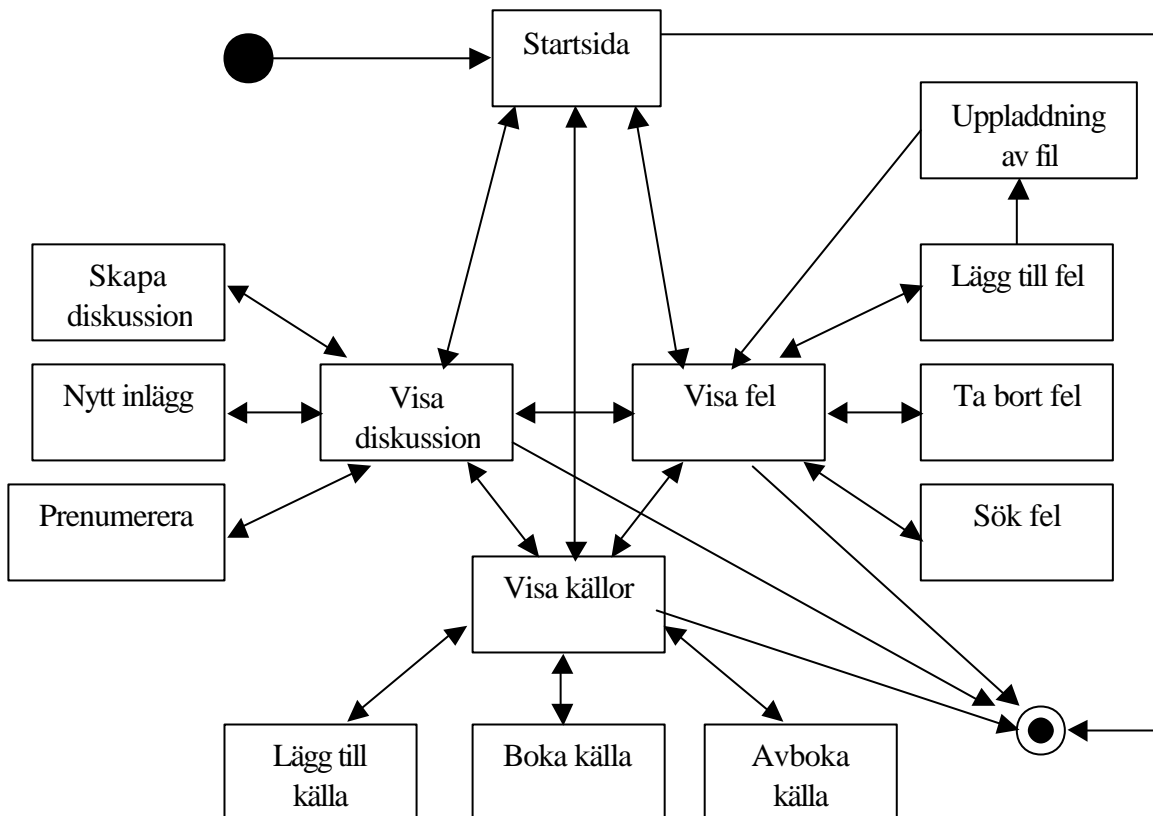 Startsida
Uppladdning
av fil
Skapa
diskussion
Lägg till fel
Nytt inlägg
Visa
diskussion
Visa fel
Ta bort fel
Prenumerera
Sök fel
Visa källor
Lägg till
källa
Boka källa
Avboka
källa